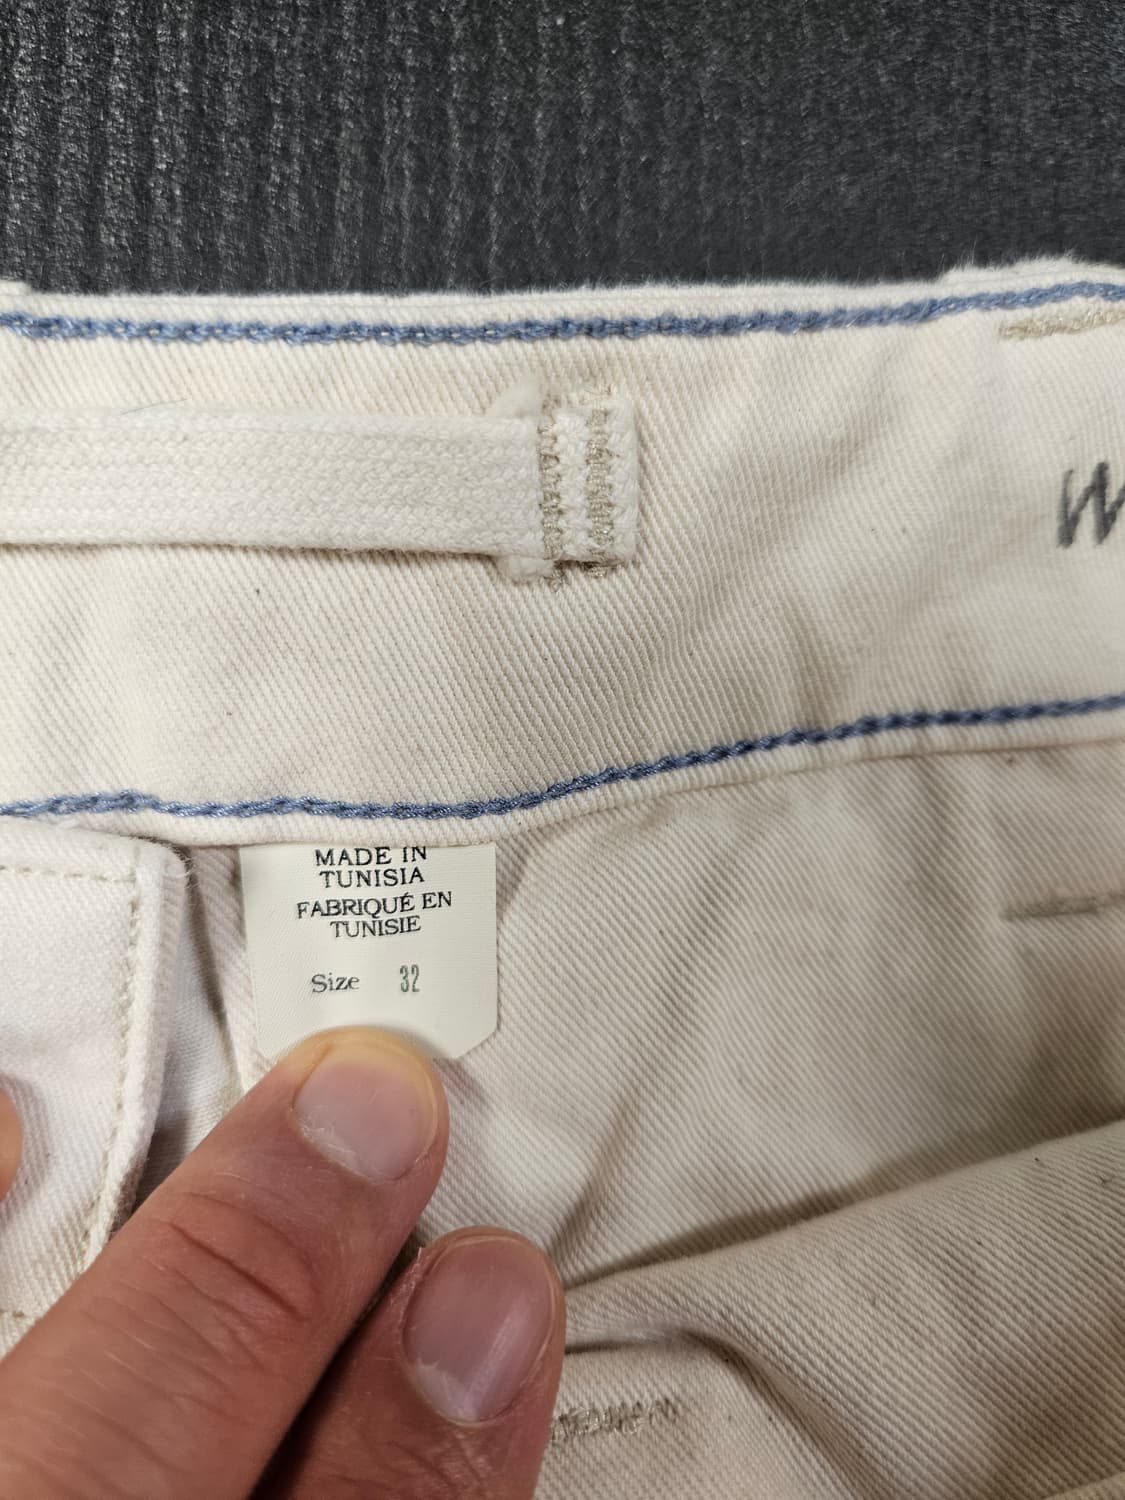 MADE IN
TUNISIA
FABRIQUÉ EN
TUNISIE
Size 32